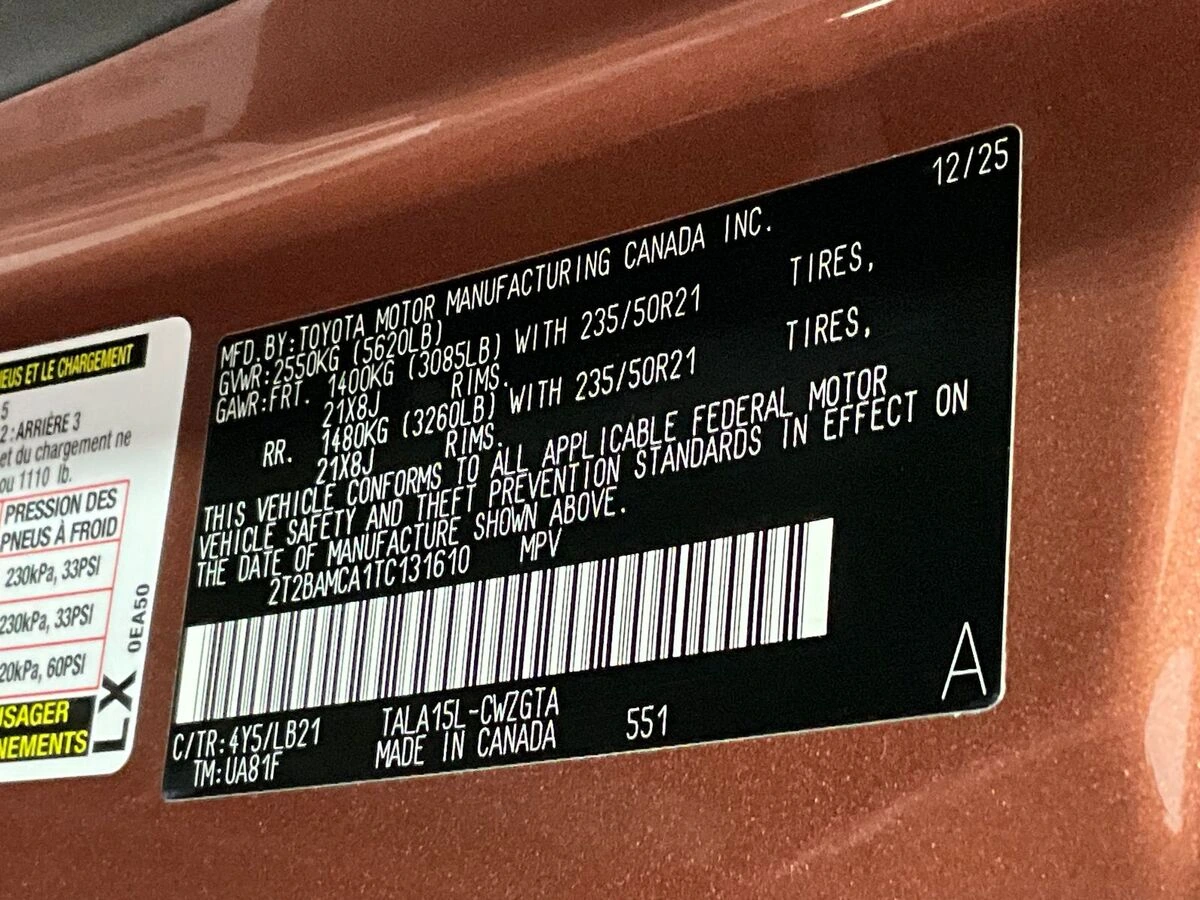 NEUS ET LE CHARGEMENT
5
2 : ARRIÈRE 3
et du chargement ne
ou 1110 lb.
PRESSION DES
PNEUS À FROID
230kPa, 33PSI
230kPa, 33PSI
20kPa, 60PSI
USAGER
NEMENTS
LX
0EA50
12/25
MFD. BY: TOYOTA MOTOR MANUFACTURING CANADA INC.
GVWR: 2550KG (5620LB)
GAWR: FRT. 1400KG (3085LB) WITH 235/50R21 TIRES,
21X8J RIMS.
RR. 1480KG (3260LB) WITH 235/50R21 TIRES,
21X8J RIMS.
THIS VEHICLE CONFORMS TO ALL APPLICABLE FEDERAL MOTOR
VEHICLE SAFETY AND THEFT PREVENTION STANDARDS IN EFFECT ON
THE DATE OF MANUFACTURE SHOWN ABOVE.
2T2BAMCA1TC131610 MPV
C/TR: 4Y5/LB21 TALA15L-CWZGTA 551 A
TM: UA81F MADE IN CANADA